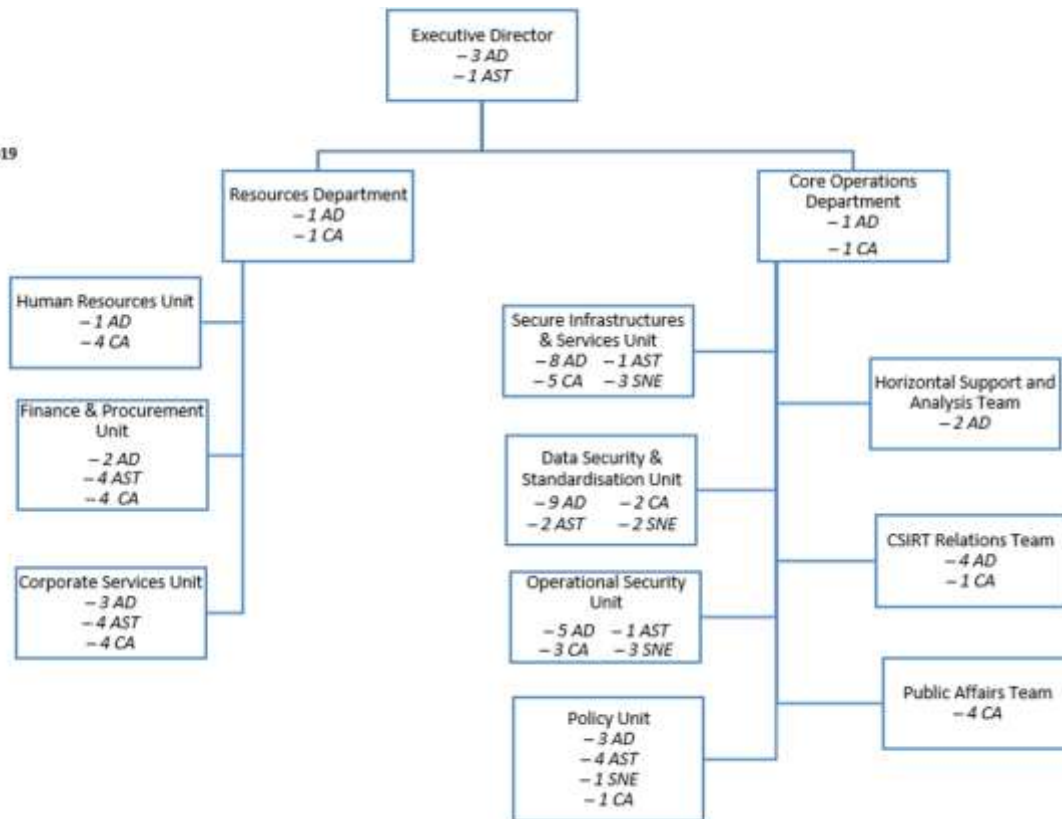 Executive Director
– 3 AD
– 1 AST
019
Resources Department
– 1 AD
– 1 CA
Core Operations
Department
– 1 AD
– 1 CA
Human Resources Unit
– 1 AD
– 4 CA
Finance & Procurement
Unit
– 2 AD
– 4 AST
– 4 CA
Corporate Services Unit
– 3 AD
– 4 AST
– 4 CA
Secure Infrastructures
& Services Unit
– 8 AD – 1 AST
– 5 CA – 3 SNE
Data Security &
Standardisation Unit
– 9 AD – 2 CA
– 2 AST – 2 SNE
Operational Security
Unit
– 5 AD – 1 AST
– 3 CA – 3 SNE
Policy Unit
– 3 AD
– 4 AST
– 1 SNE
– 1 CA
Horizontal Support and
Analysis Team
– 2 AD
CSIRT Relations Team
– 4 AD
– 1 CA
Public Affairs Team
– 4 CA